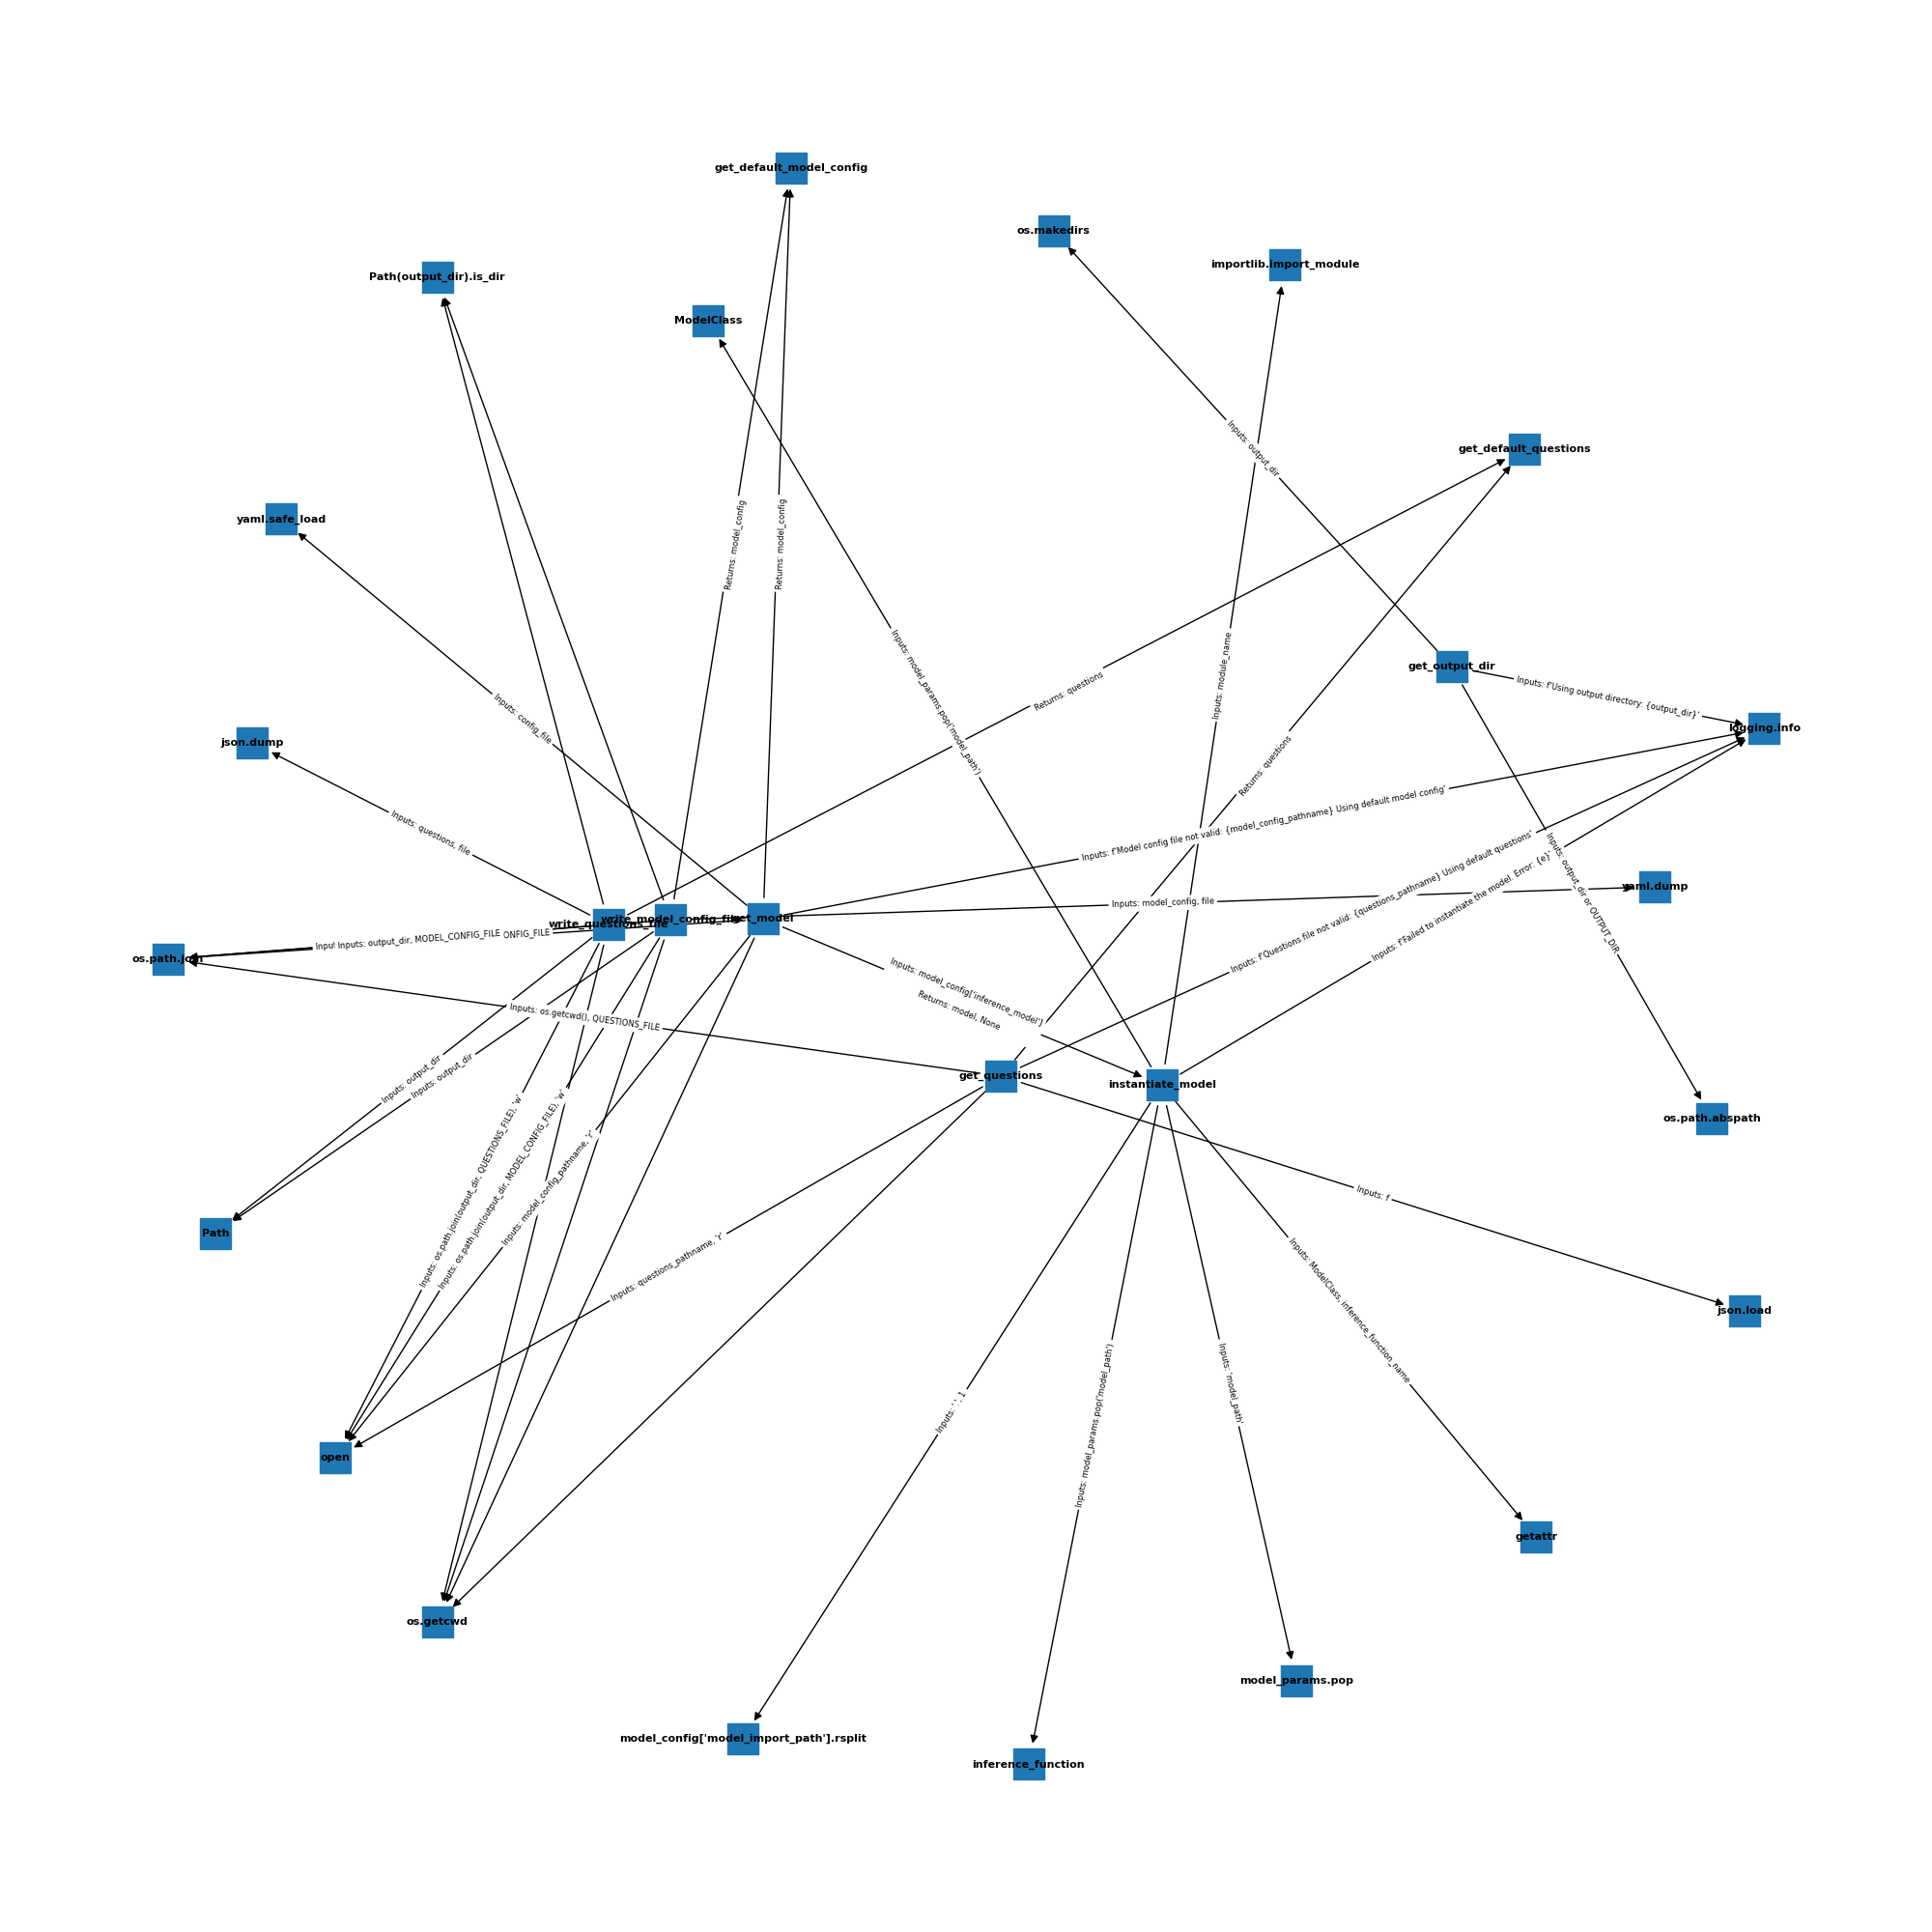 get_default_model_config
os.makedirs
importlib.import_module
Path(output_dir).is_dir
ModelClass
Inputs: output_dir
get_default_questions
yaml.safe_load
Returns: model_config
Returns: model_config
Inputs: model_params.pop('model_path')
Inputs: module_name
get_output_dir
Inputs: f'Using output directory: {output_dir}'
Returns: questions
Inputs: config_file
logging.info
json.dump
Returns: questions
Inputs: f'Model config file not valid: {model_config_pathname} Using default model config'
Inputs: questions, file
Inputs: f'Questions file not valid: {questions_pathname} Using default questions'
Inputs: f'Failed to instantiate the model. Error: {e}'
Inputs: output_dir or OUTPUT_DIR
yaml.dump
Inputs: model_config, file
write_questions_file
write_model_config_file
get_model
Inputs: output_dir, MODEL_CONFIG_FILE
os.path.join
Inputs: model_config['inference_model']
Returns: model, None
Inputs: os.getcwd(), QUESTIONS_FILE
get_questions
instantiate_model
Inputs: output_dir
Inputs: output_dir
os.path.abspath
Inputs: os.path.join(output_dir, QUESTIONS_FILE), 'w'
Inputs: os.path.join(output_dir, MODEL_CONFIG_FILE), 'w'
Inputs: model_config_pathname, 'r'
Inputs: f
Path
Inputs: questions_pathname, 'r'
Inputs: ModelClass, inference_function_name
json.load
Inputs: '.', 1
Inputs: model_params.pop('model_path')
Inputs: 'model_path'
open
getattr
os.getcwd
model_params.pop
model_config['model_import_path'].rsplit
inference_function